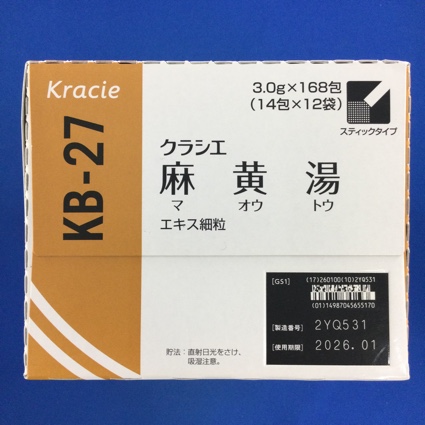 Kracie
KB-27
3.0g×168包
(14包×12袋)
スティックタイプ
クラシエ
麻黄湯
マ オウ トウ
エキス細粒
[GS1] (17)260100(10)2YQ531
(01)14987045655170
[製造番号] 2YQ531
[使用期限] 2026.01
貯法：直射日光をさけ、
吸湿注意。